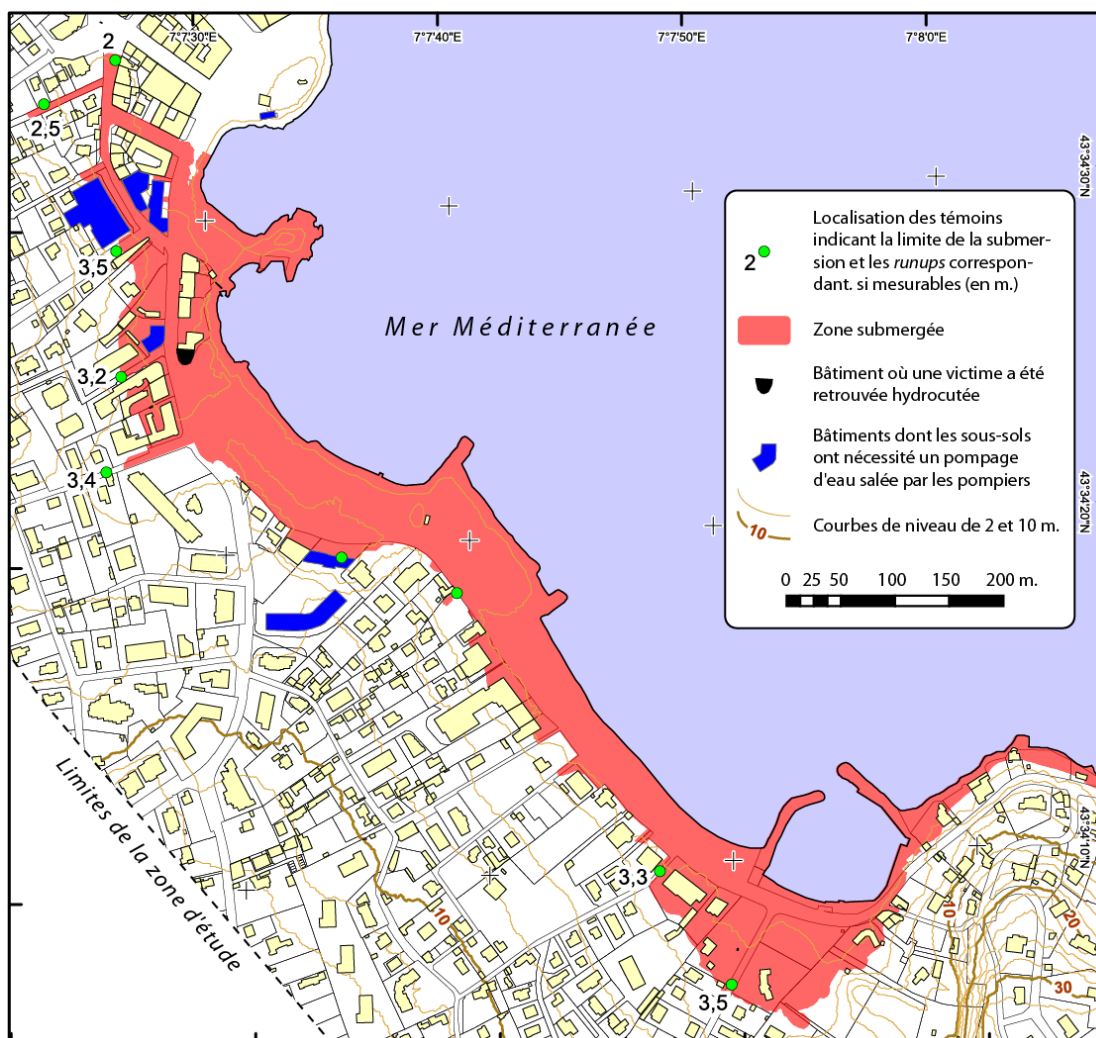 7°7'30"E
7°7'40"E
7°7'50"E
7°8'0"E
2
2,5
43°34'30"N
Localisation des témoins
indicant la limite de la submer-
sion et les runups correspon-
dant. si mesurables (en m.)
2
3,5
Mer Méditerranée
Zone submergée
3,2
Bâtiment où une victime a été
retrouvée hydrocutée
Bâtiments dont les sous-sols
ont nécessité un pompage
d'eau salée par les pompiers
3,4
43°34'20"N
10
Courbes de niveau de 2 et 10 m.
0 25 50 100 150 200 m.
Limites de la zone d'étude
43°34'10"N
3,3
10
10
20
30
3,5